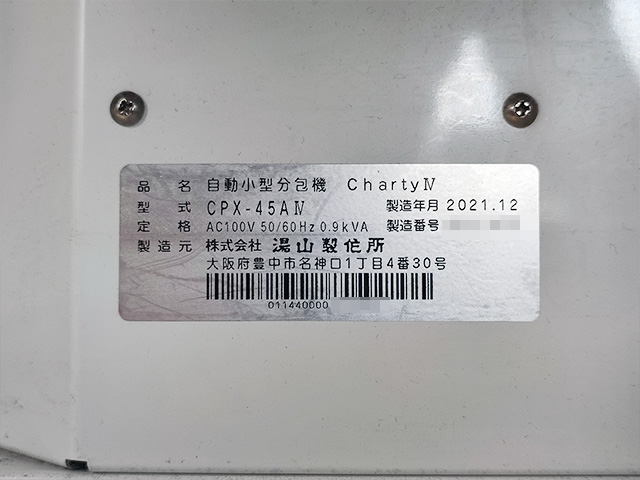 品名 自動小型分包機 ChartyⅣ
型式 CPX-45AⅣ 製造年月 2021.12
定格 AC100V 50/60Hz 0.9kVA 製造番号
製造元 株式会社 湯山製作所
大阪府豊中市名神口1丁目4番30号
011440000